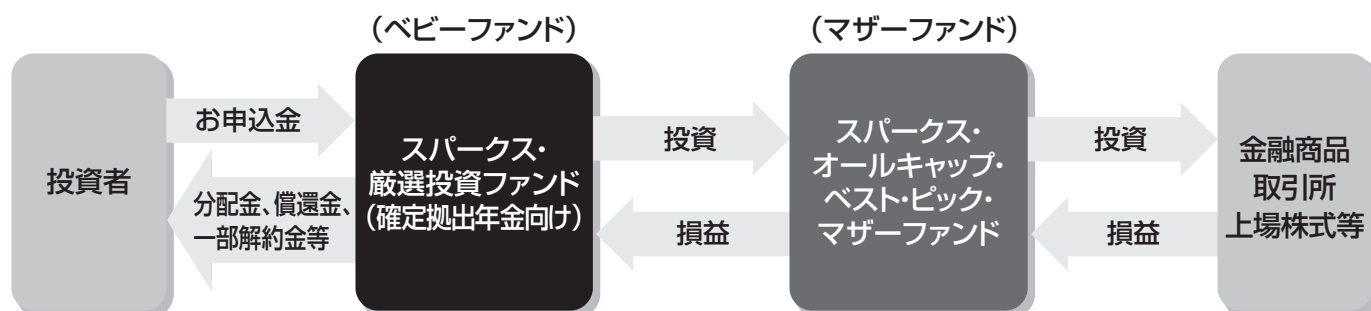 (ベビーファンド)
(マザーファンド)
投資者
お申込金
分配金、償還金、
一部解約金等
スパークス・
厳選投資ファンド
(確定拠出年金向け)
投資
損益
スパークス・
オールキャップ・
ベスト・ピック・
マザーファンド
投資
損益
金融商品
取引所
上場株式等